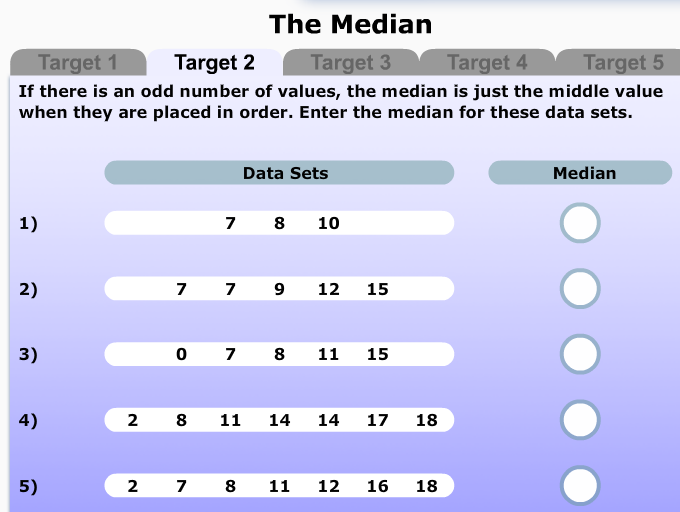 The Median
Target 1 Target 2 Target 3 Target 4 Target 5
If there is an odd number of values, the median is just the middle value
when they are placed in order. Enter the median for these data sets.
Data Sets Median
1) 7 8 10
2) 7 7 9 12 15
3) 0 7 8 11 15
4) 2 8 11 14 14 17 18
5) 2 7 8 11 12 16 18